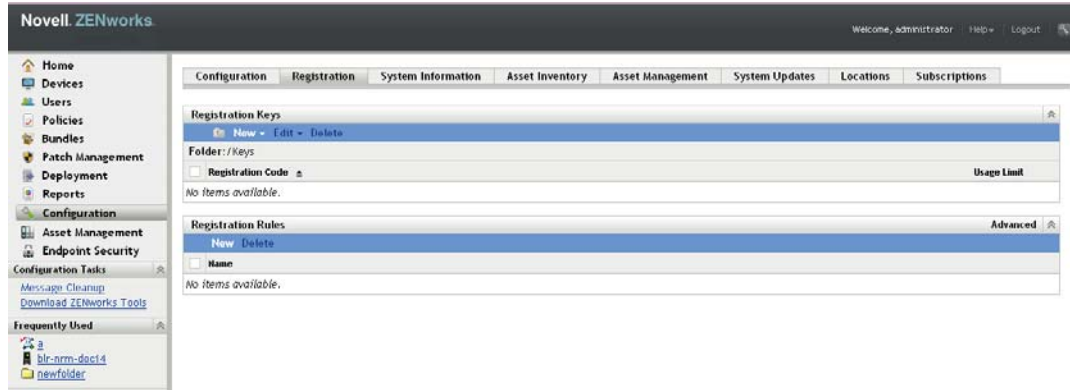 Novell. ZENworks.
Welcome, administrator Help Logout
Home
Devices
Users
Policies
Bundles
Patch Management
Deployment
Reports
Configuration
Asset Management
Endpoint Security
Configuration Tasks
Message Cleanup
Download ZENworks Tools
Frequently Used
a
blr-nrm-doc14
newfolder
Configuration Registration System Information Asset Inventory Asset Management System Updates Locations Subscriptions
Registration Keys
New Edit Delete
Folder:/Keys
Registration Code Usage Limit
No items available.
Registration Rules Advanced
New Delete
Name
No items available.